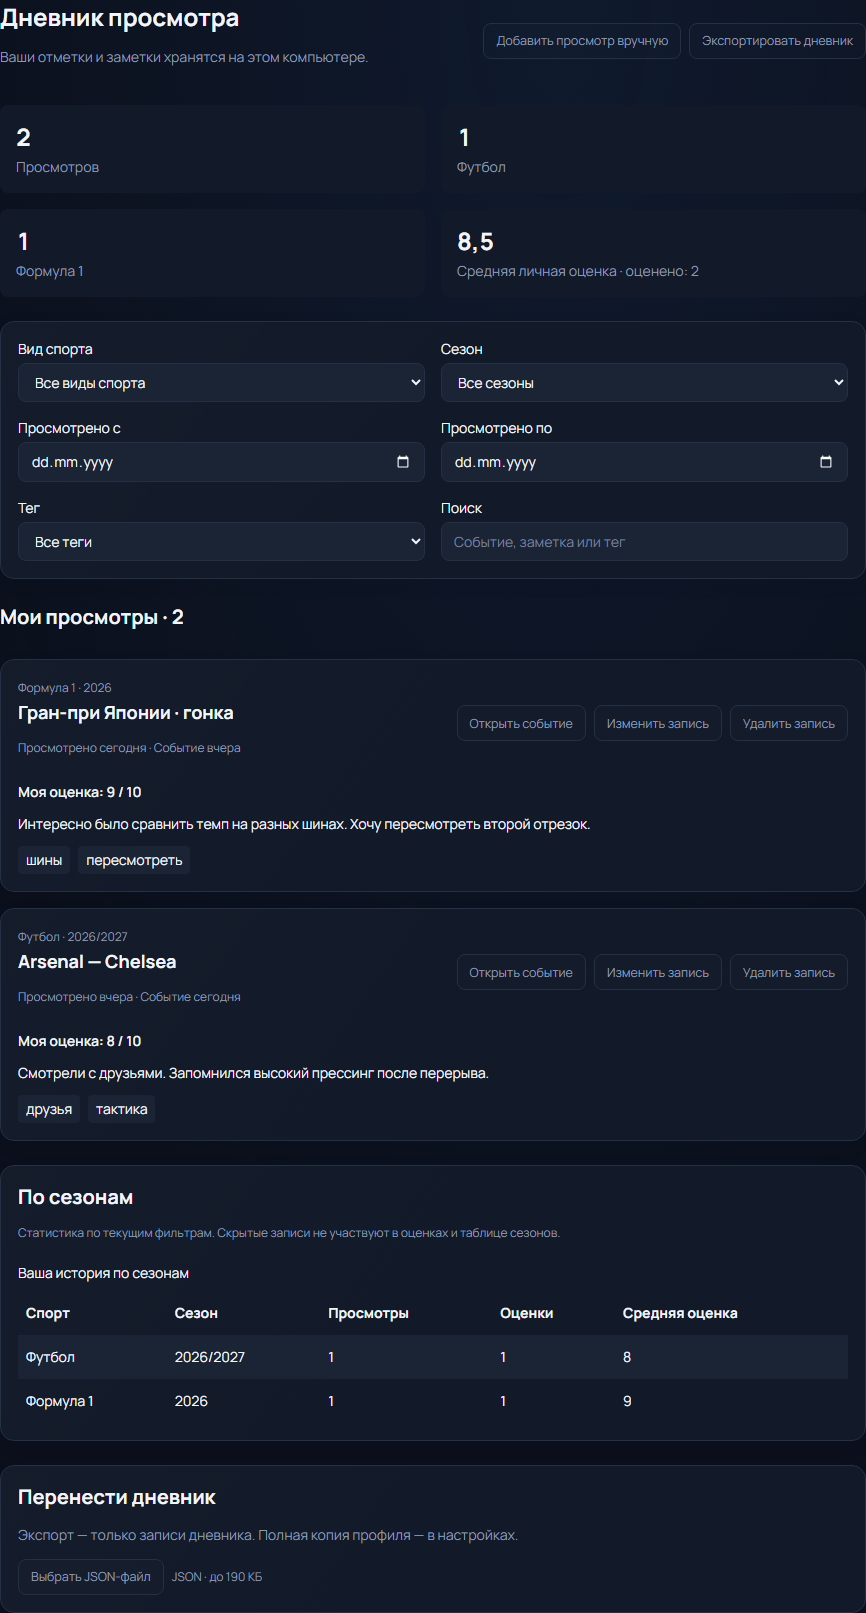 Дневник просмотра
Ваши отметки и заметки хранятся на этом компьютере.
Добавить просмотр вручную
Экспортировать дневник
2
Просмотров
1
Футбол
1
Формула 1
8,5
Средняя личная оценка · оценено: 2
Вид спорта
Все виды спорта
Сезон
Все сезоны
Просмотрено с
dd.mm.yyyy
Просмотрено по
dd.mm.yyyy
Тег
Все теги
Поиск
Событие, заметка или тег
Мои просмотры · 2
Формула 1 · 2026
Гран-при Японии · гонка
Просмотрено сегодня · Событие вчера
Открыть событие
Изменить запись
Удалить запись
Моя оценка: 9 / 10
Интересно было сравнить темп на разных шинах. Хочу пересмотреть второй отрезок.
шины
пересмотреть
Футбол · 2026/2027
Arsenal — Chelsea
Просмотрено вчера · Событие сегодня
Открыть событие
Изменить запись
Удалить запись
Моя оценка: 8 / 10
Смотрели с друзьями. Запомнился высокий прессинг после перерыва.
друзья
тактика
По сезонам
Статистика по текущим фильтрам. Скрытые записи не участвуют в оценках и таблице сезонов.
Ваша история по сезонам
Спорт Сезон Просмотры Оценки Средняя оценка
Футбол 2026/2027 1 1 8
Формула 1 2026 1 1 9
Перенести дневник
Экспорт — только записи дневника. Полная копия профиля — в настройках.
Выбрать JSON-файл
JSON · до 190 КБ